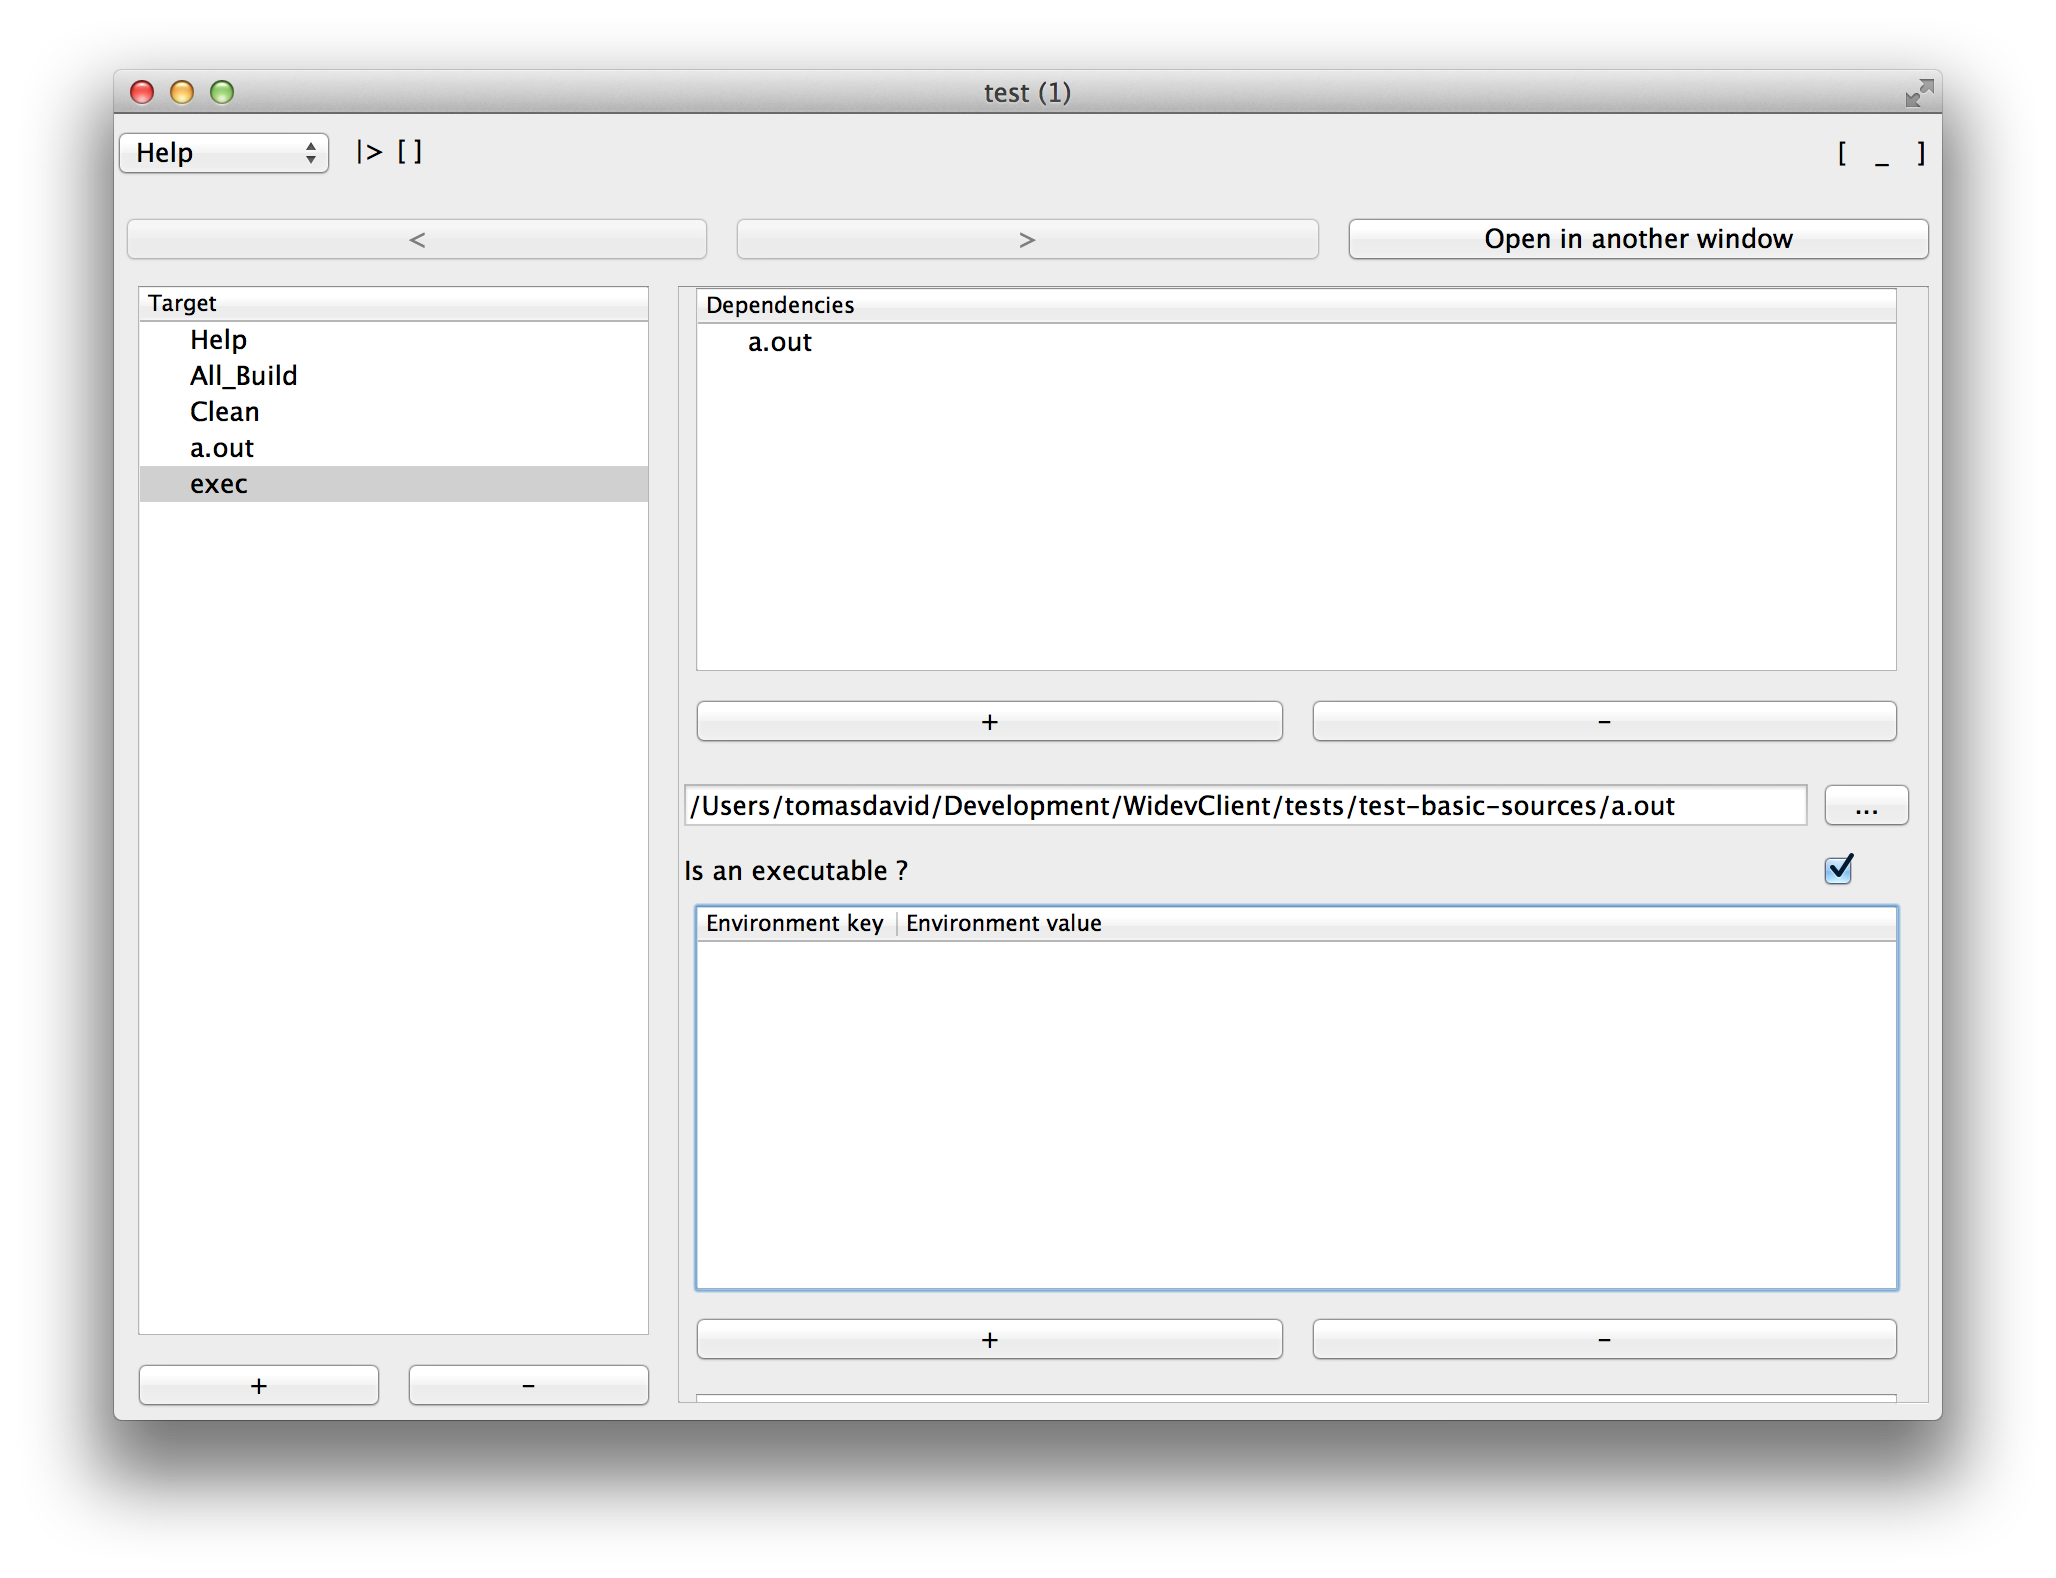 test (1)
Help |> [] [ _ ]
< > Open in another window
Target
Help
All_Build
Clean
a.out
exec
+ -
Dependencies
a.out
+ -
/Users/tomasdavid/Development/WidevClient/tests/test-basic-sources/a.out ...
Is an executable ?
Environment key Environment value
+ -